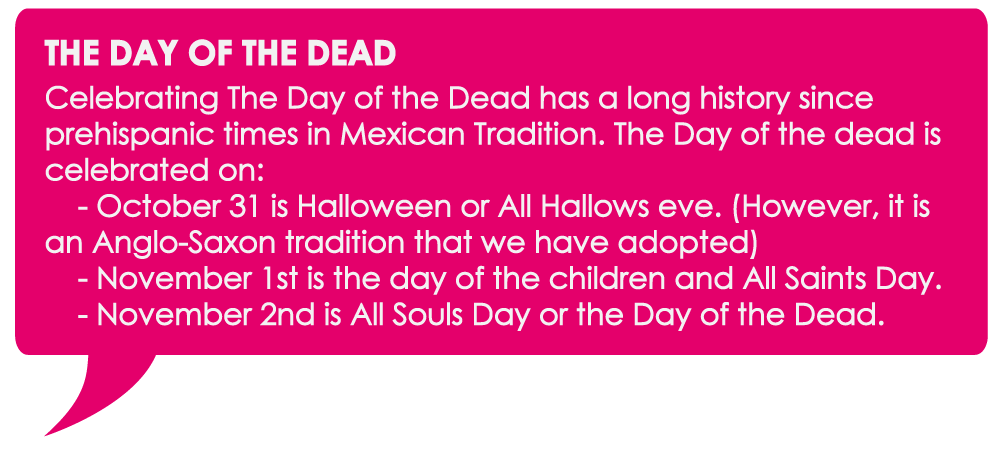 THE DAY OF THE DEAD
Celebrating The Day of the Dead has a long history since
prehispanic times in Mexican Tradition. The Day of the dead is
celebrated on:
- October 31 is Halloween or All Hallows eve. (However, it is
an Anglo-Saxon tradition that we have adopted)
- November 1st is the day of the children and All Saints Day.
- November 2nd is All Souls Day or the Day of the Dead.